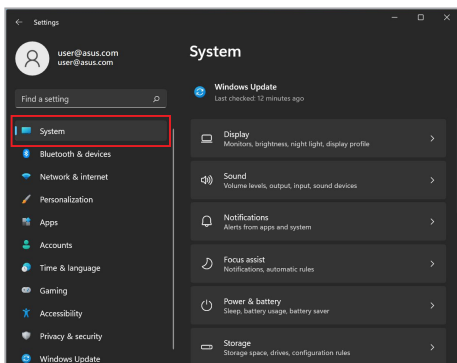 Settings
user@asus.com
user@asus.com
Find a setting
System
Bluetooth & devices
Network & internet
Personalization
Apps
Accounts
Time & language
Gaming
Accessibility
Privacy & security
Windows Update
System
Windows Update
Last checked: 12 minutes ago
Display
Monitors, brightness, night light, display profile
Sound
Volume levels, output, input, sound devices
Notifications
Alerts from apps and system
Focus assist
Notifications, automatic rules
Power & battery
Sleep, battery usage, battery saver
Storage
Storage space, drives, configuration rules